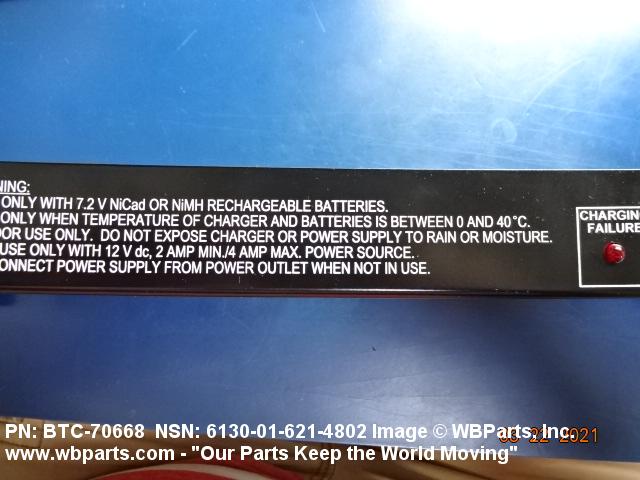 NING:
ONLY WITH 7.2 V NiCad OR NiMH RECHARGEABLE BATTERIES.
ONLY WHEN TEMPERATURE OF CHARGER AND BATTERIES IS BETWEEN 0 AND 40°C.
OOR USE ONLY. DO NOT EXPOSE CHARGER OR POWER SUPPLY TO RAIN OR MOISTURE.
USE ONLY WITH 12 V dc, 2 AMP MIN./4 AMP MAX. POWER SOURCE.
CONNECT POWER SUPPLY FROM POWER OUTLET WHEN NOT IN USE.
CHARGING
FAILURE
PN: BTC-70668 NSN: 6130-01-621-4802 Image © WBParts, Inc.
03 22 2021
www.wbparts.com - "Our Parts Keep the World Moving"